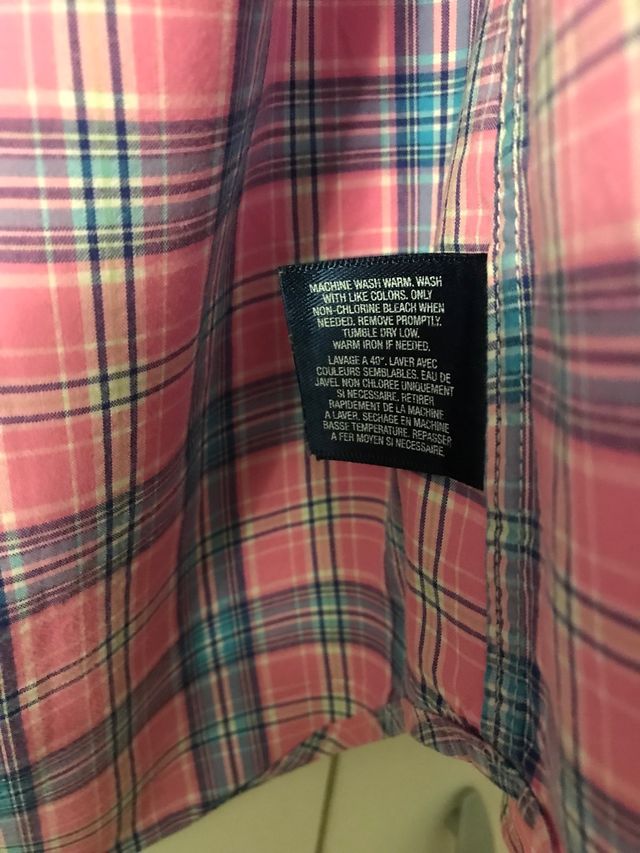 MACHINE WASH WARM. WASH
WITH LIKE COLORS. ONLY
NON-CHLORINE BLEACH WHEN
NEEDED. REMOVE PROMPTLY.
TUMBLE DRY LOW.
WARM IRON IF NEEDED.
LAVAGE A 40°. LAVER AVEC
COULEURS SEMBLABLES. EAU DE
JAVEL NON CHLOREE UNIQUEMENT
SI NECESSAIRE. RETIRER
RAPIDEMENT DE LA MACHINE
A LAVER. SECHAGE EN MACHINE
BASSE TEMPERATURE. REPASSER
A FER MOYEN SI NECESSAIRE.